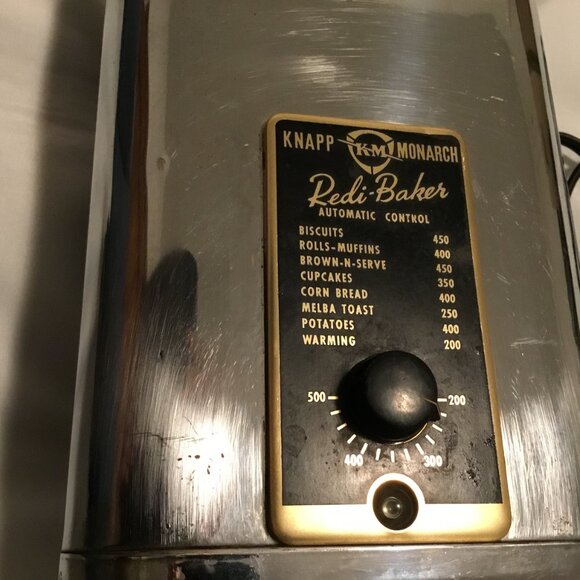 KNAPP KM MONARCH
Redi-Baker
AUTOMATIC CONTROL
BISCUITS 450
ROLLS-MUFFINS 400
BROWN-N-SERVE 450
CUPCAKES 350
CORN BREAD 400
MELBA TOAST 250
POTATOES 400
WARMING 200
500 200
400 300